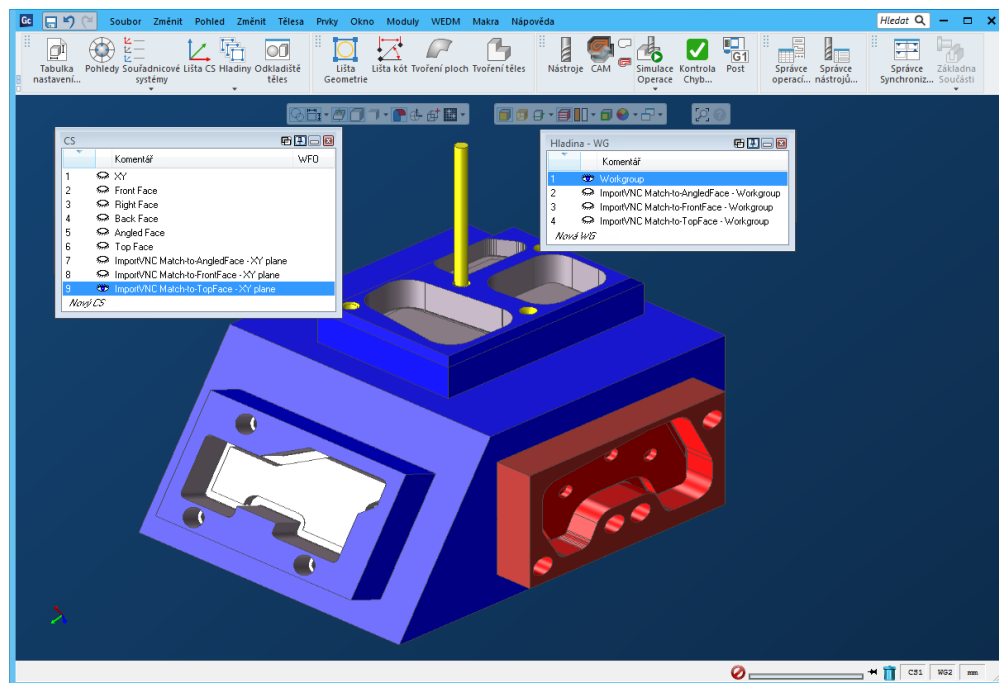 Gc Soubor Změnit Pohled Změnit Tělesa Prvky Okno Moduly WEDM Makra Nápověda Hledat
Tabulka nastavení...
Pohledy
Souřadnicové systémy
Lišta CS
Hladiny
Odkladiště těles
Lišta Geometrie
Lišta kót
Tvoření ploch
Tvoření těles
Nástroje
CAM
Simulace Operace
Kontrola Chyb...
G1
Post
Správce operací...
Správce nástrojů...
Správce Synchroniz...
Základna Součásti
CS
Komentář WFO
1 XY
2 Front Face
3 Right Face
4 Back Face
5 Angled Face
6 Top Face
7 ImportVNC Match-to-AngledFace - XY plane
8 ImportVNC Match-to-FrontFace - XY plane
9 ImportVNC Match-to-TopFace - XY plane
Nový CS
Hladina - WG
Komentář
1 Workgroup
2 ImportVNC Match-to-AngledFace - Workgroup
3 ImportVNC Match-to-FrontFace - Workgroup
4 ImportVNC Match-to-TopFace - Workgroup
Nová WG
CS1 WG2 mm